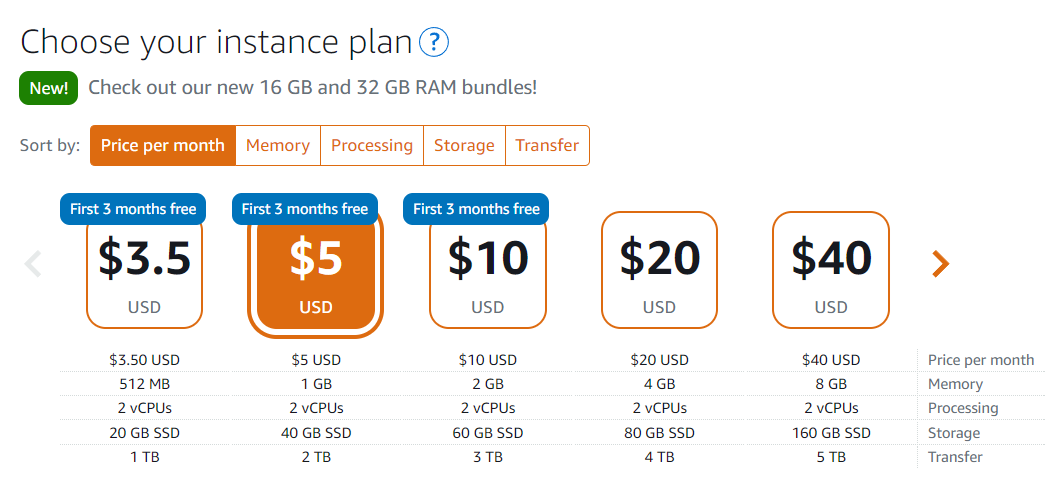 Choose your instance plan ?
New! Check out our new 16 GB and 32 GB RAM bundles!
Sort by: Price per month Memory Processing Storage Transfer
First 3 months free First 3 months free First 3 months free
$3.5 $5 $10 $20 $40
USD USD USD USD USD
$3.50 USD $5 USD $10 USD $20 USD $40 USD Price per month
512 MB 1 GB 2 GB 4 GB 8 GB Memory
2 vCPUs 2 vCPUs 2 vCPUs 2 vCPUs 2 vCPUs Processing
20 GB SSD 40 GB SSD 60 GB SSD 80 GB SSD 160 GB SSD Storage
1 TB 2 TB 3 TB 4 TB 5 TB Transfer